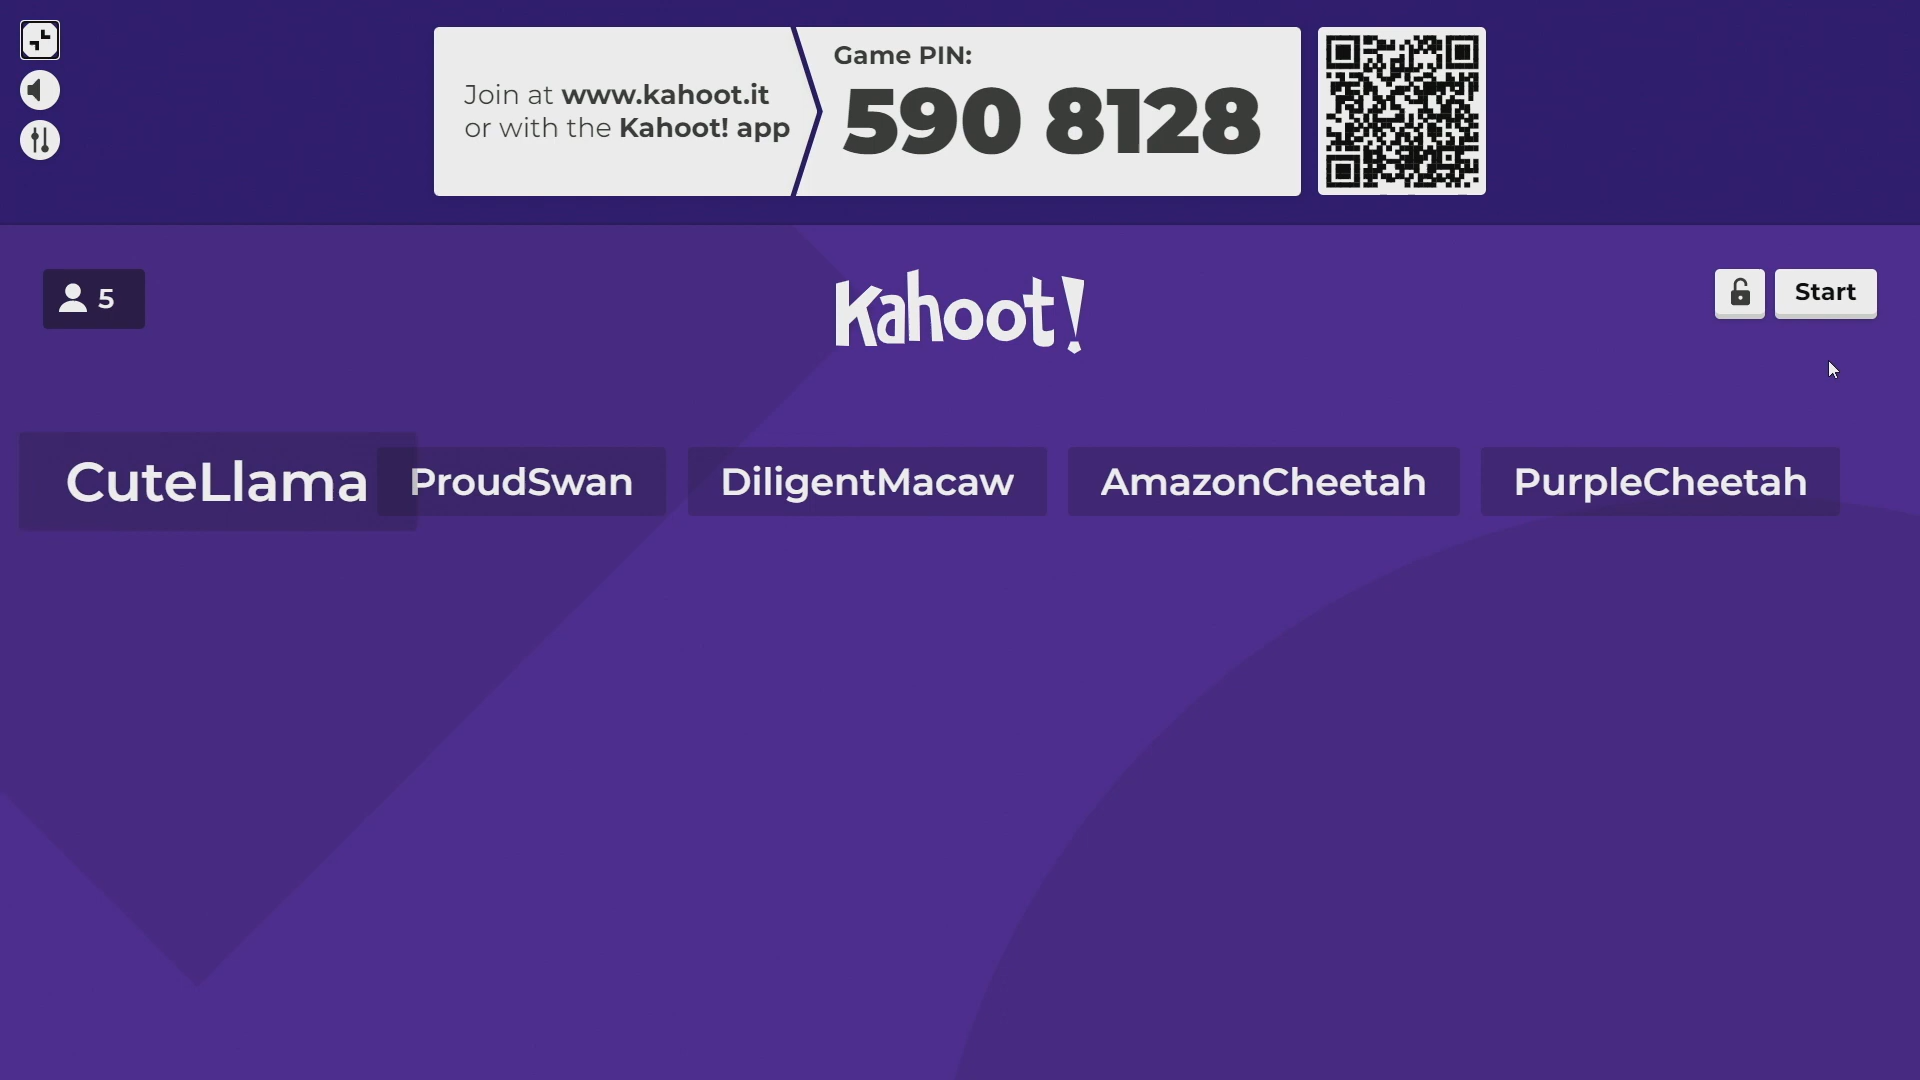 Join at www.kahoot.it
or with the Kahoot! app
Game PIN:
590 8128
5
Kahoot!
Start
CuteLlama
ProudSwan
DiligentMacaw
AmazonCheetah
PurpleCheetah